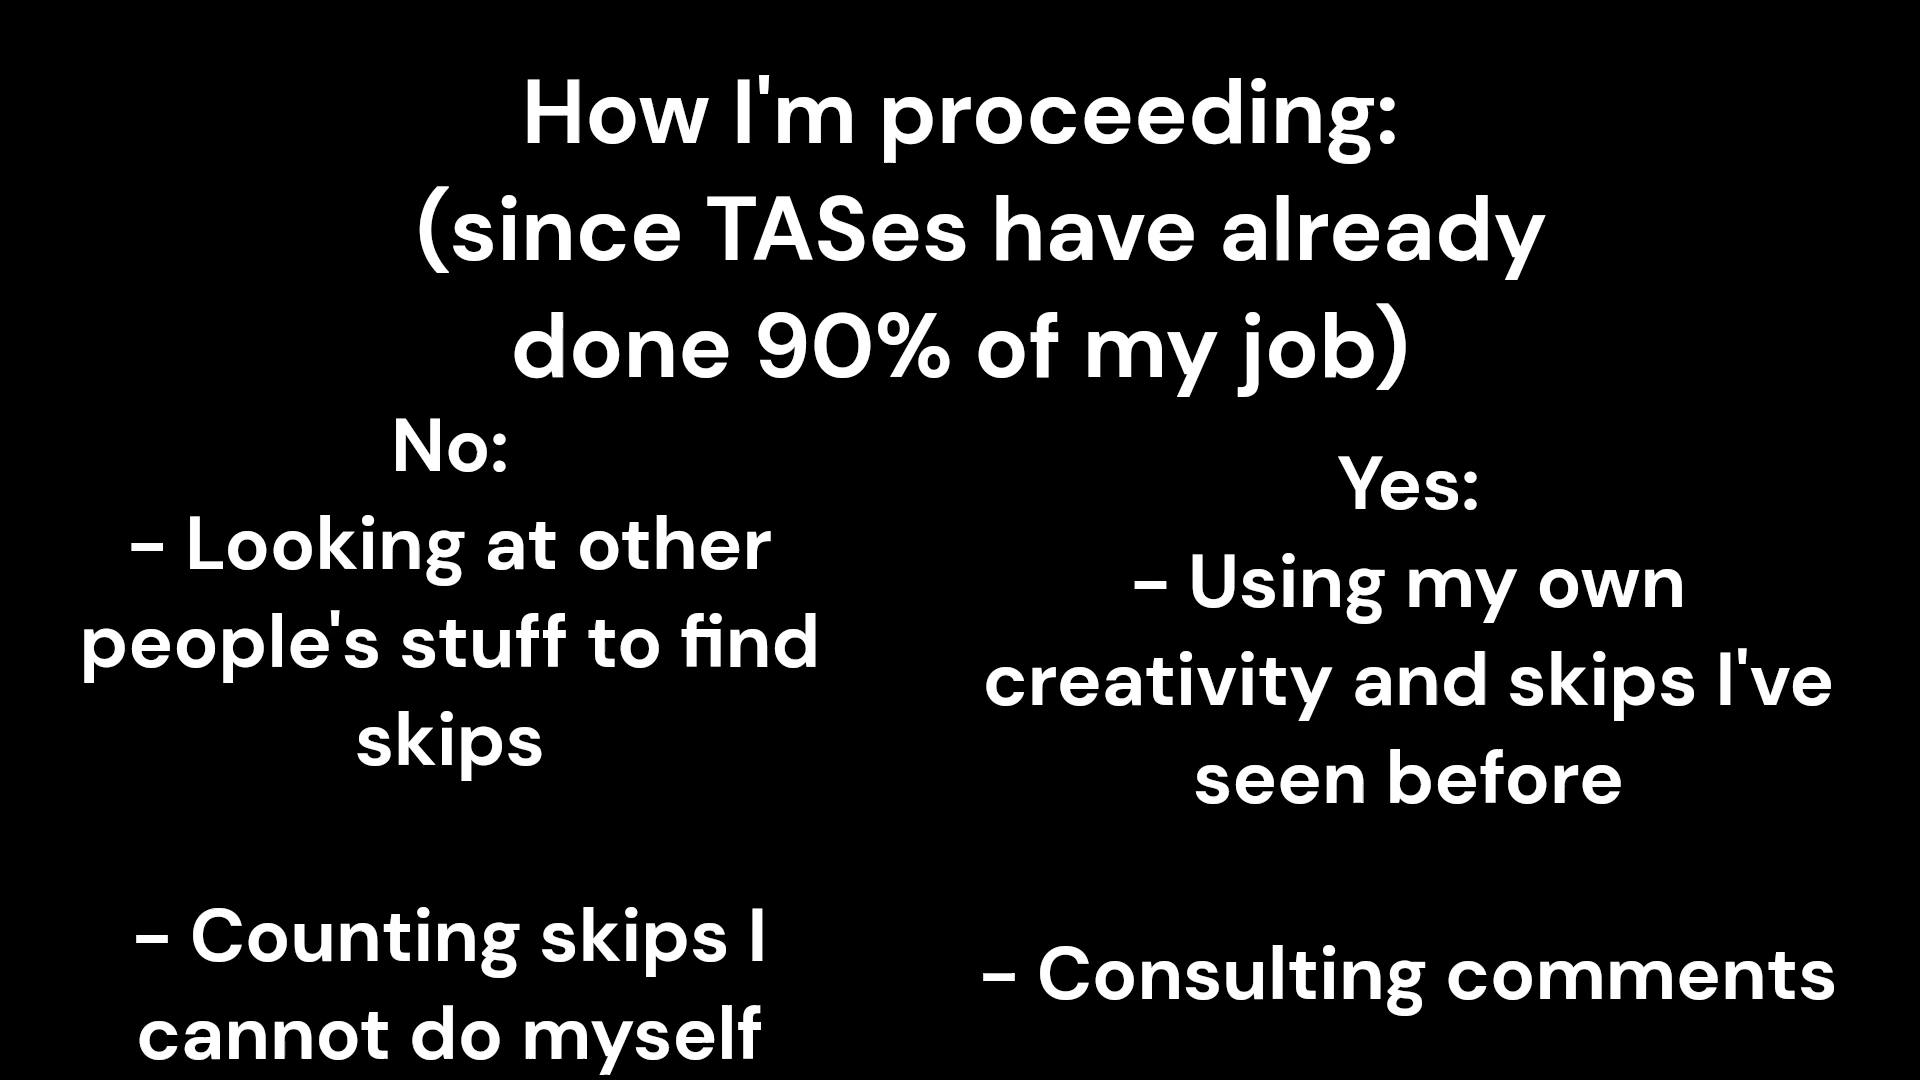 How I'm proceeding:
(since TASes have already
done 90% of my job)
No:
- Looking at other
people's stuff to find
skips
- Counting skips I
cannot do myself
Yes:
- Using my own
creativity and skips I've
seen before
- Consulting comments